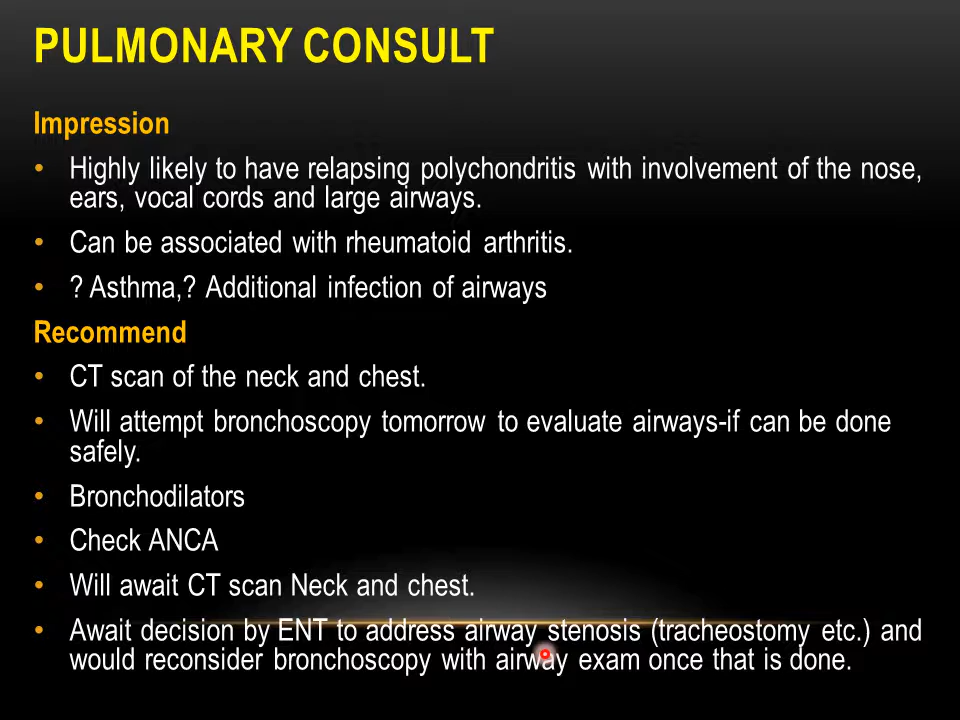 PULMONARY CONSULT
Impression
• Highly likely to have relapsing polychondritis with involvement of the nose,
ears, vocal cords and large airways.
• Can be associated with rheumatoid arthritis.
• ? Asthma,? Additional infection of airways
Recommend
• CT scan of the neck and chest.
• Will attempt bronchoscopy tomorrow to evaluate airways-if can be done
safely.
• Bronchodilators
• Check ANCA
• Will await CT scan Neck and chest.
• Await decision by ENT to address airway stenosis (tracheostomy etc.) and
would reconsider bronchoscopy with airway exam once that is done.